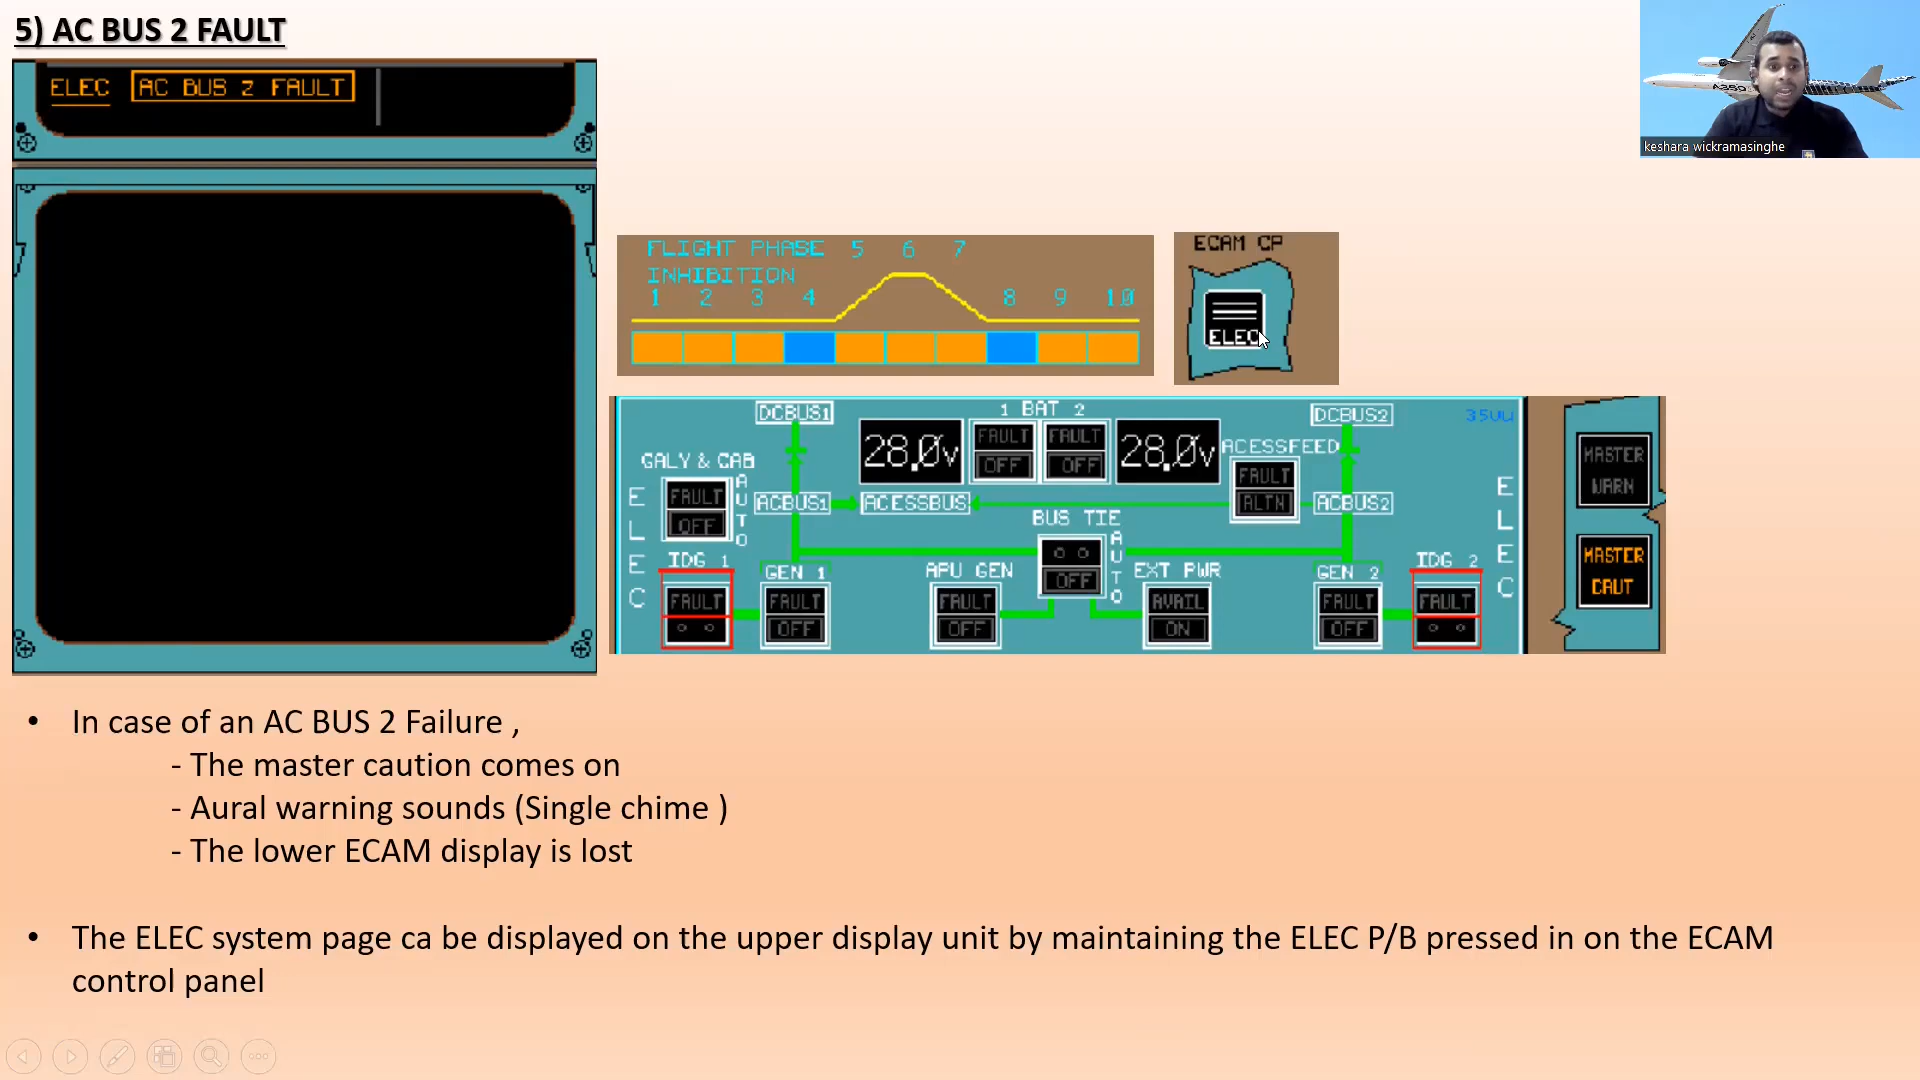 5) AC BUS 2 FAULT
ELEC AC BUS 2 FAULT
A350
keshara wickramasinghe
FLIGHT PHASE 5 6 7
INHIBITION
1 2 3 4 8 9 10
ECAM CP
ELEC
DCBUS1 1 BAT 2 DCBUS2 35VU
28.0v FAULT FAULT 28.0v
OFF OFF
GALY & CAB ACESSFEED
FAULT AUTO FAULT
OFF ALTN
ACBUS1 ACESSBUS ACBUS2
BUS TIE
OFF AUTO
ELEC ELEC
IDG 1 GEN 1 APU GEN EXT PWR GEN 2 IDG 2
FAULT FAULT FAULT AVAIL FAULT FAULT
OFF OFF ON OFF
MASTER
WARN
MASTER
CAUT
• In case of an AC BUS 2 Failure ,
- The master caution comes on
- Aural warning sounds (Single chime )
- The lower ECAM display is lost
• The ELEC system page ca be displayed on the upper display unit by maintaining the ELEC P/B pressed in on the ECAM
control panel